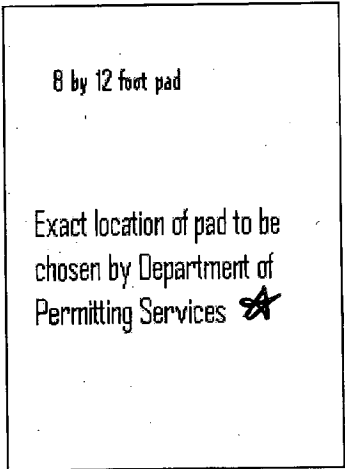 8 by 12 foot pad
Exact location of pad to be
chosen by Department of
Permitting Services